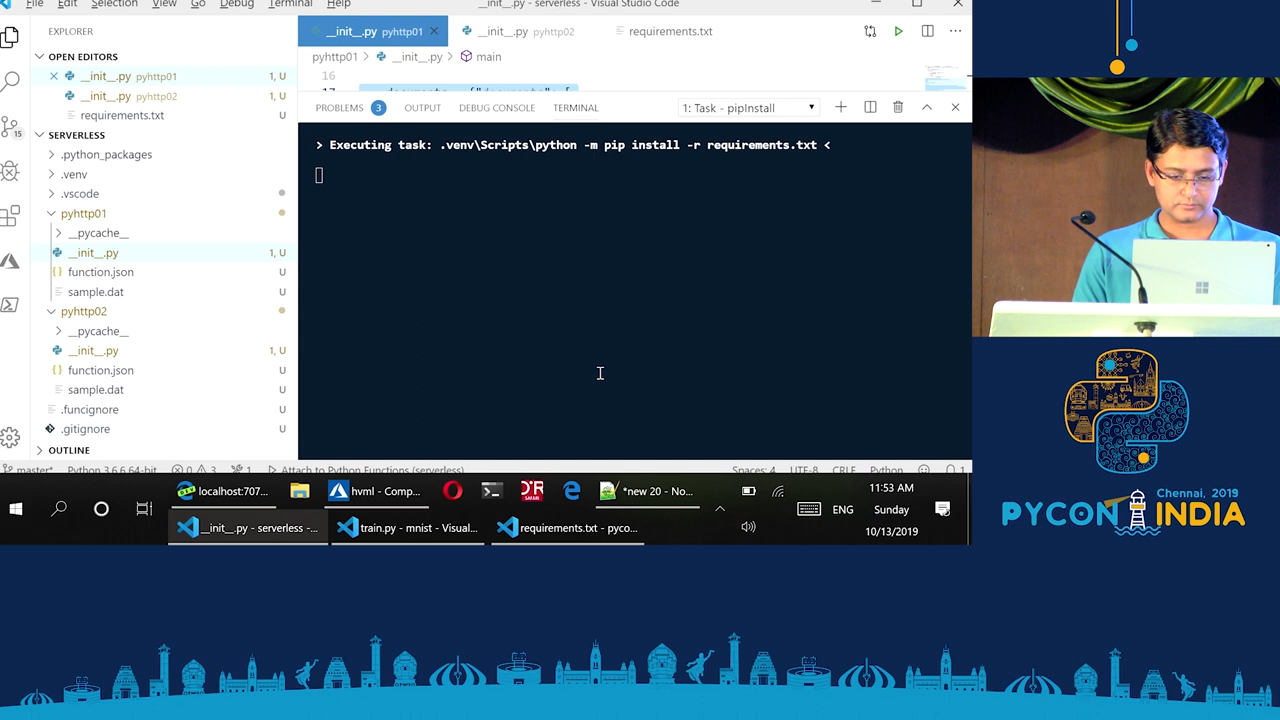 File Edit Selection View Go Debug Terminal Help
__init__.py - serverless - Visual Studio Code
EXPLORER
OPEN EDITORS
__init__.py pyhttp01 1, U
__init__.py pyhttp02 1, U
requirements.txt U
SERVERLESS
.python_packages
.venv
.vscode
pyhttp01
__pycache__
__init__.py 1, U
function.json U
sample.dat U
pyhttp02
__pycache__
__init__.py 1, U
function.json U
sample.dat U
.funcignore U
.gitignore U
OUTLINE
15
__init__.py pyhttp01
__init__.py pyhttp02
requirements.txt
pyhttp01 > __init__.py > main
16
17
PROBLEMS 3 OUTPUT DEBUG CONSOLE TERMINAL
1: Task - pipInstall
> Executing task: .venv\Scripts\python -m pip install -r requirements.txt <
master* Python 3.6.6 64-bit 0 3 1 Attach to Python Functions (serverless) Spaces: 4 UTF-8 CRLF Python 1
localhost:707...
hvml - Comp...
*new 20 - No...
__init__.py - serverless -...
train.py - mnist - Visual...
requirements.txt - pyco...
ENG
11:53 AM
Sunday
10/13/2019
Chennai, 2019
PYCON INDIA